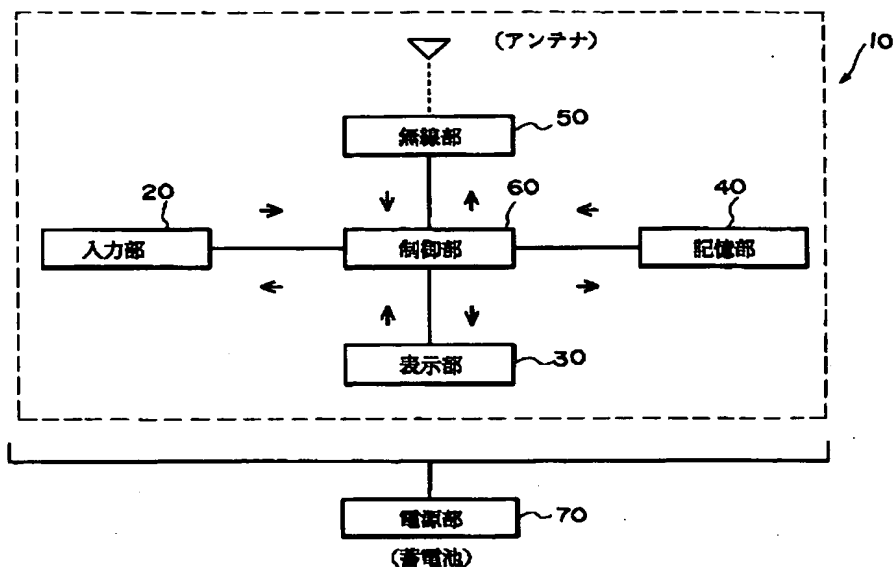 (アンテナ)
10
無線部
50
20
60
40
入力部
制御部
記憶部
表示部
30
電源部
70
(蓄電池)